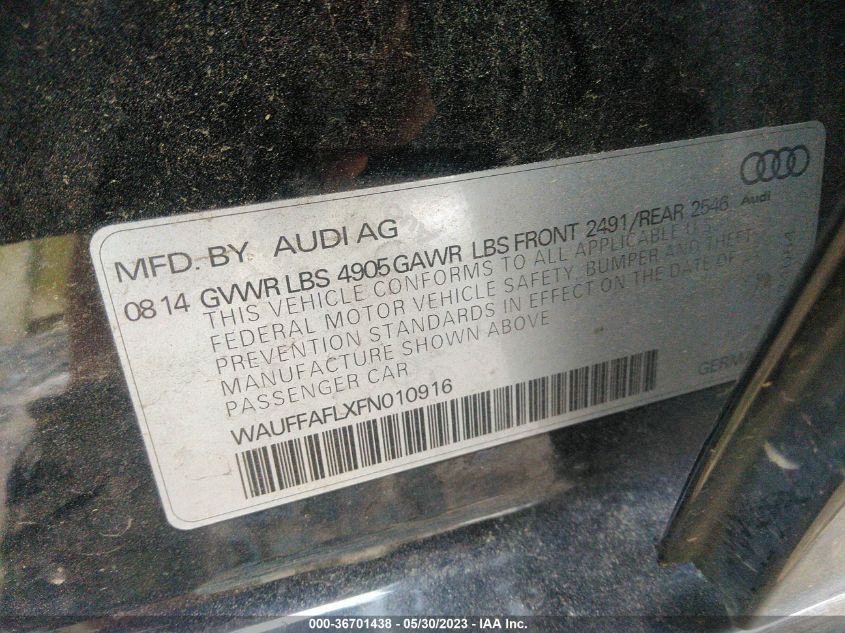 MFD. BY AUDI AG
Audi
08 14 GVWR LBS 4905 GAWR LBS FRONT 2491/REAR 2546
THIS VEHICLE CONFORMS TO ALL APPLICABLE U.S.
FEDERAL MOTOR VEHICLE SAFETY, BUMPER AND THEFT
PREVENTION STANDARDS IN EFFECT ON THE DATE OF
MANUFACTURE SHOWN ABOVE
PASSENGER CAR
WAUFFAFLXFN010916
000-36701438 - 05/30/2023 - IAA Inc.